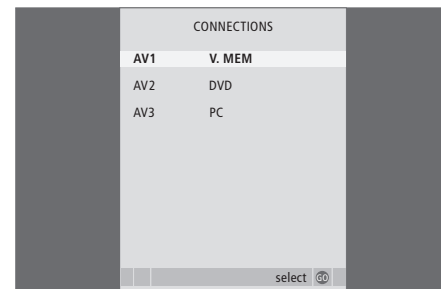 CONNECTIONS
AV1 V. MEM
AV2 DVD
AV3 PC
select GO